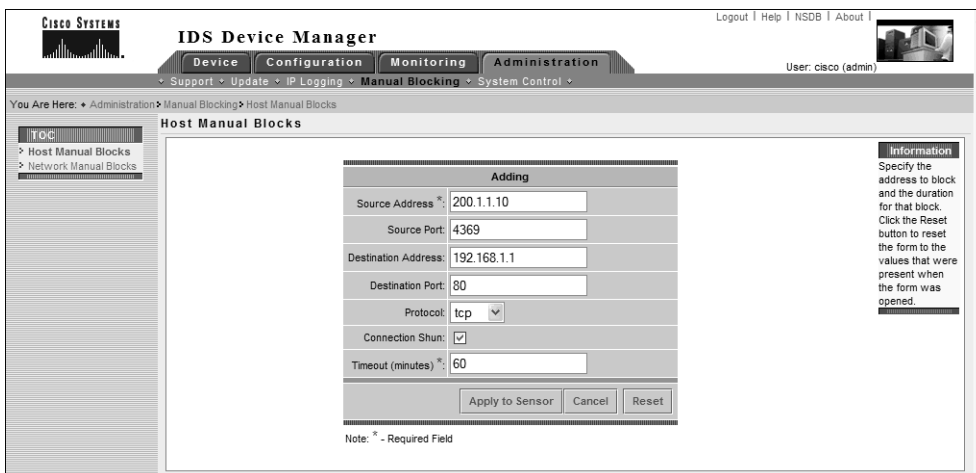 CISCO SYSTEMS
Logout | Help | NSDB | About |
IDS Device Manager
Device Configuration Monitoring Administration
User: cisco (admin)
Support Update IP Logging Manual Blocking System Control
You Are Here: Administration Manual Blocking Host Manual Blocks
TOC
Host Manual Blocks
Network Manual Blocks
Host Manual Blocks
Adding
Source Address *: 200.1.1.10
Source Port: 4369
Destination Address: 192.168.1.1
Destination Port: 80
Protocol: tcp
Connection Shun:
Timeout (minutes) *: 60
Apply to Sensor Cancel Reset
Note: * - Required Field
Information
Specify the
address to block
and the duration
for that block.
Click the Reset
button to reset
the form to the
values that were
present when
the form was
opened.